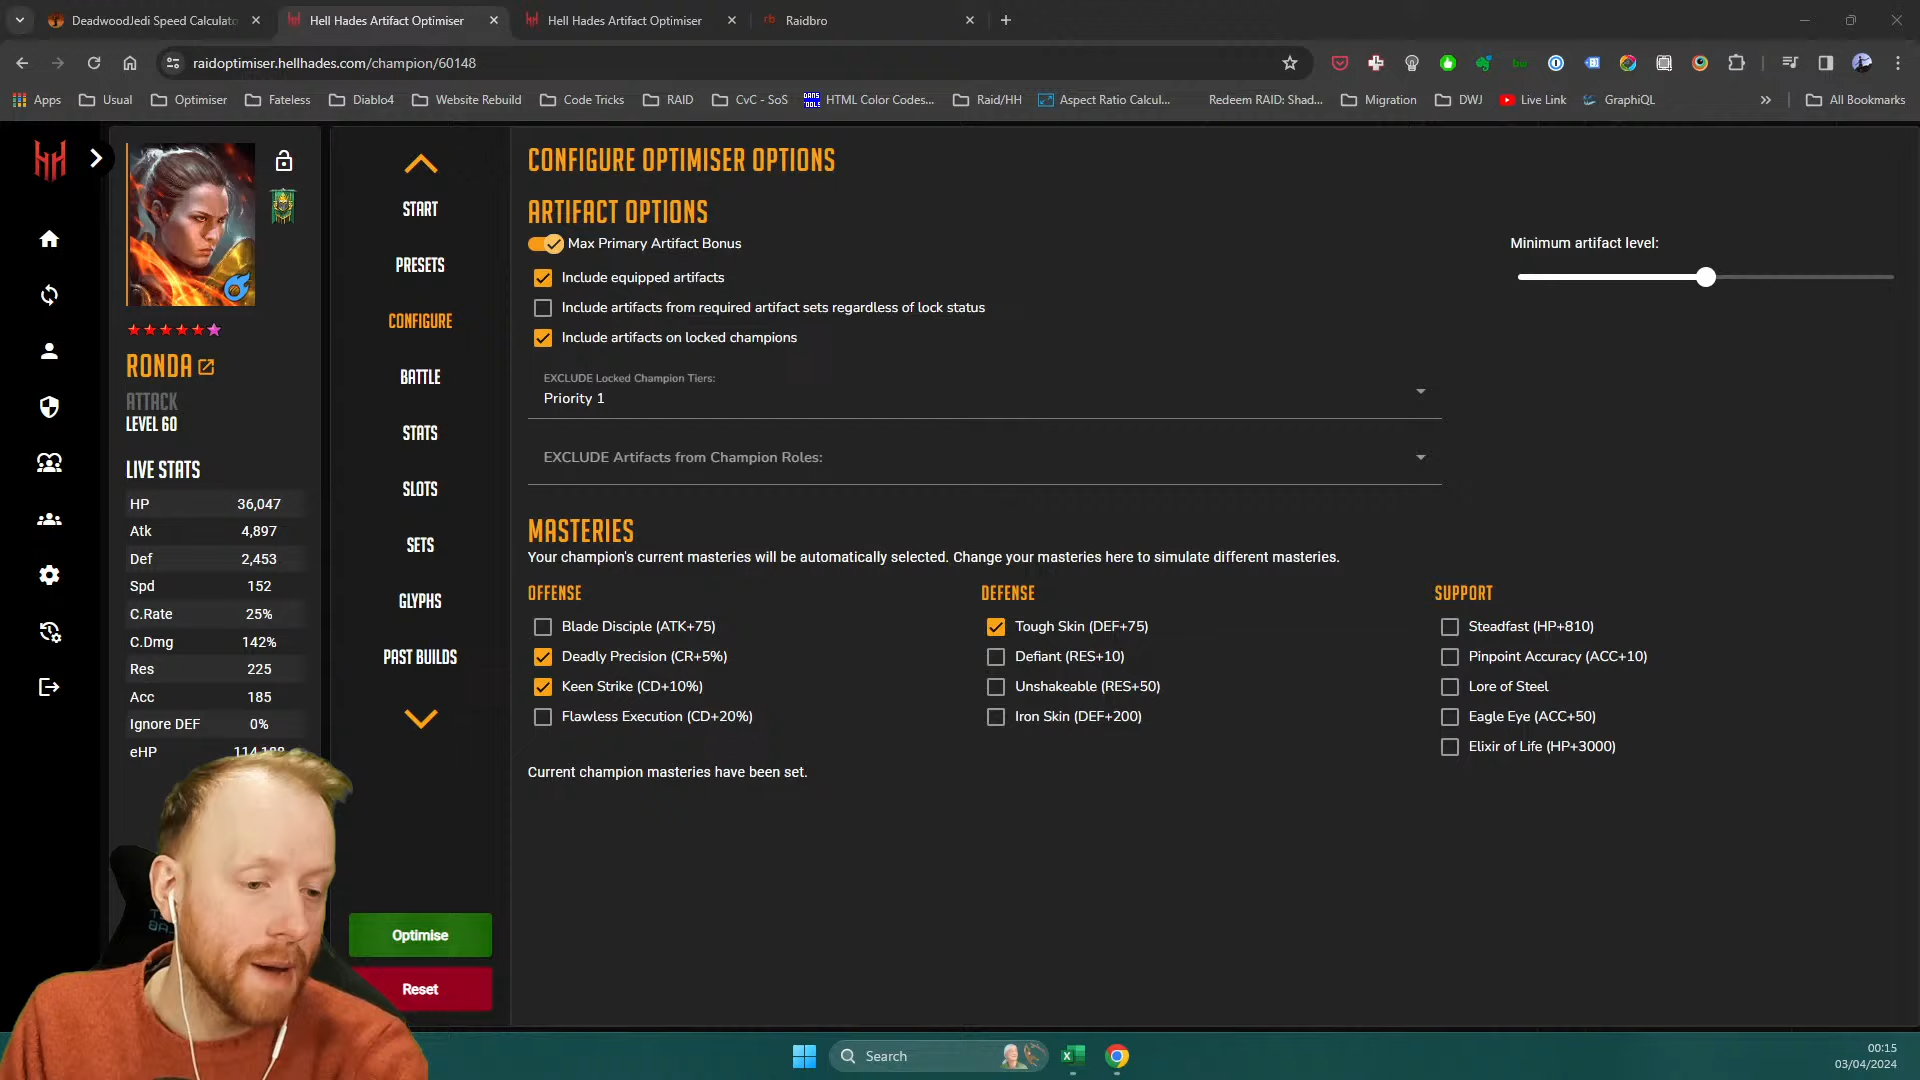 DeadwoodJedi Speed Calculato
Hell Hades Artifact Optimiser
Hell Hades Artifact Optimiser
rb Raidbro
raidoptimiser.hellhades.com/champion/60148
Apps
Usual
Optimiser
Fateless
Diablo4
Website Rebuild
Code Tricks
RAID
CvC - SoS
HTML Color Codes...
Raid/HH
Aspect Ratio Calcul...
Redeem RAID: Shad...
Migration
DWJ
Live Link
GraphiQL
All Bookmarks
RONDA
ATTACK
LEVEL 60
LIVE STATS
HP 36,047
Atk 4,897
Def 2,453
Spd 152
C.Rate 25%
C.Dmg 142%
Res 225
Acc 185
Ignore DEF 0%
eHP
START
PRESETS
CONFIGURE
BATTLE
STATS
SLOTS
SETS
GLYPHS
PAST BUILDS
Optimise
Reset
CONFIGURE OPTIMISER OPTIONS
ARTIFACT OPTIONS
Max Primary Artifact Bonus
Include equipped artifacts
Include artifacts from required artifact sets regardless of lock status
Include artifacts on locked champions
Minimum artifact level:
EXCLUDE Locked Champion Tiers:
Priority 1
EXCLUDE Artifacts from Champion Roles:
MASTERIES
Your champion's current masteries will be automatically selected. Change your masteries here to simulate different masteries.
OFFENSE
Blade Disciple (ATK+75)
Deadly Precision (CR+5%)
Keen Strike (CD+10%)
Flawless Execution (CD+20%)
DEFENSE
Tough Skin (DEF+75)
Defiant (RES+10)
Unshakeable (RES+50)
Iron Skin (DEF+200)
SUPPORT
Steadfast (HP+810)
Pinpoint Accuracy (ACC+10)
Lore of Steel
Eagle Eye (ACC+50)
Elixir of Life (HP+3000)
Current champion masteries have been set.
Search
00:15
03/04/2024